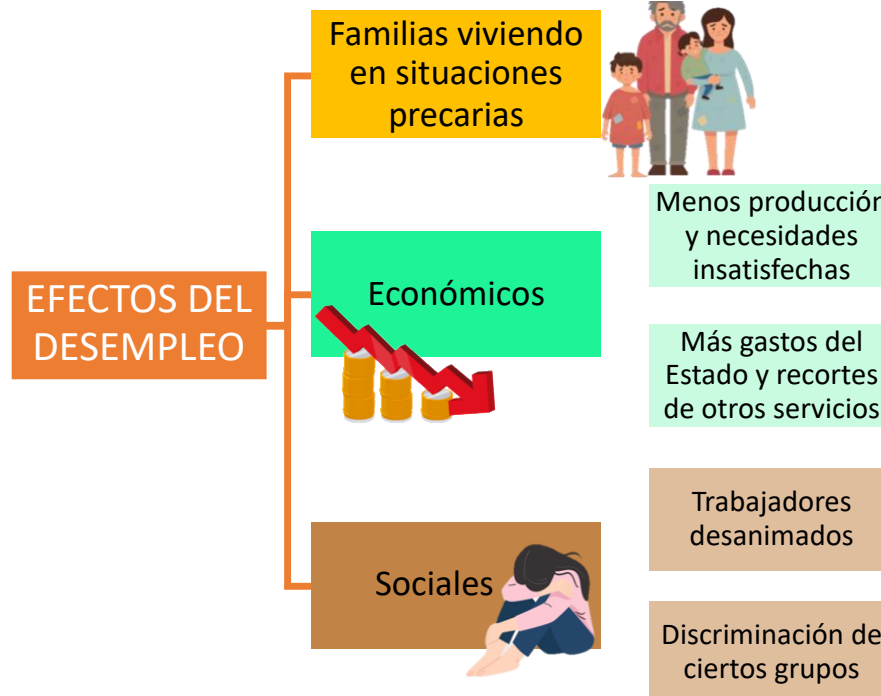 EFECTOS DEL
DESEMPLEO
Familias viviendo
en situaciones
precarias
Económicos
Menos producción
y necesidades
insatisfechas
Más gastos del
Estado y recortes
de otros servicios
Sociales
Trabajadores
desanimados
Discriminación de
ciertos grupos